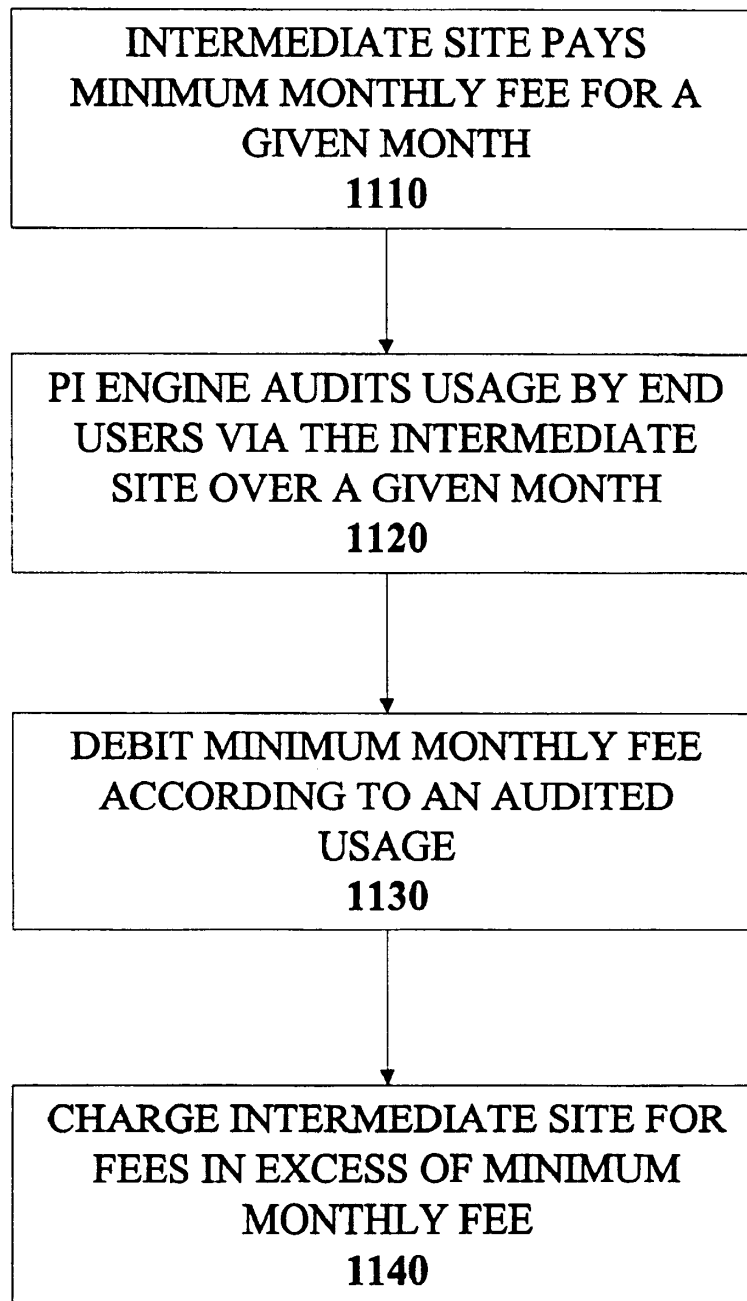 INTERMEDIATE SITE PAYS
MINIMUM MONTHLY FEE FOR A
GIVEN MONTH
1110
PI ENGINE AUDITS USAGE BY END
USERS VIA THE INTERMEDIATE
SITE OVER A GIVEN MONTH
1120
DEBIT MINIMUM MONTHLY FEE
ACCORDING TO AN AUDITED
USAGE
1130
CHARGE INTERMEDIATE SITE FOR
FEES IN EXCESS OF MINIMUM
MONTHLY FEE
1140